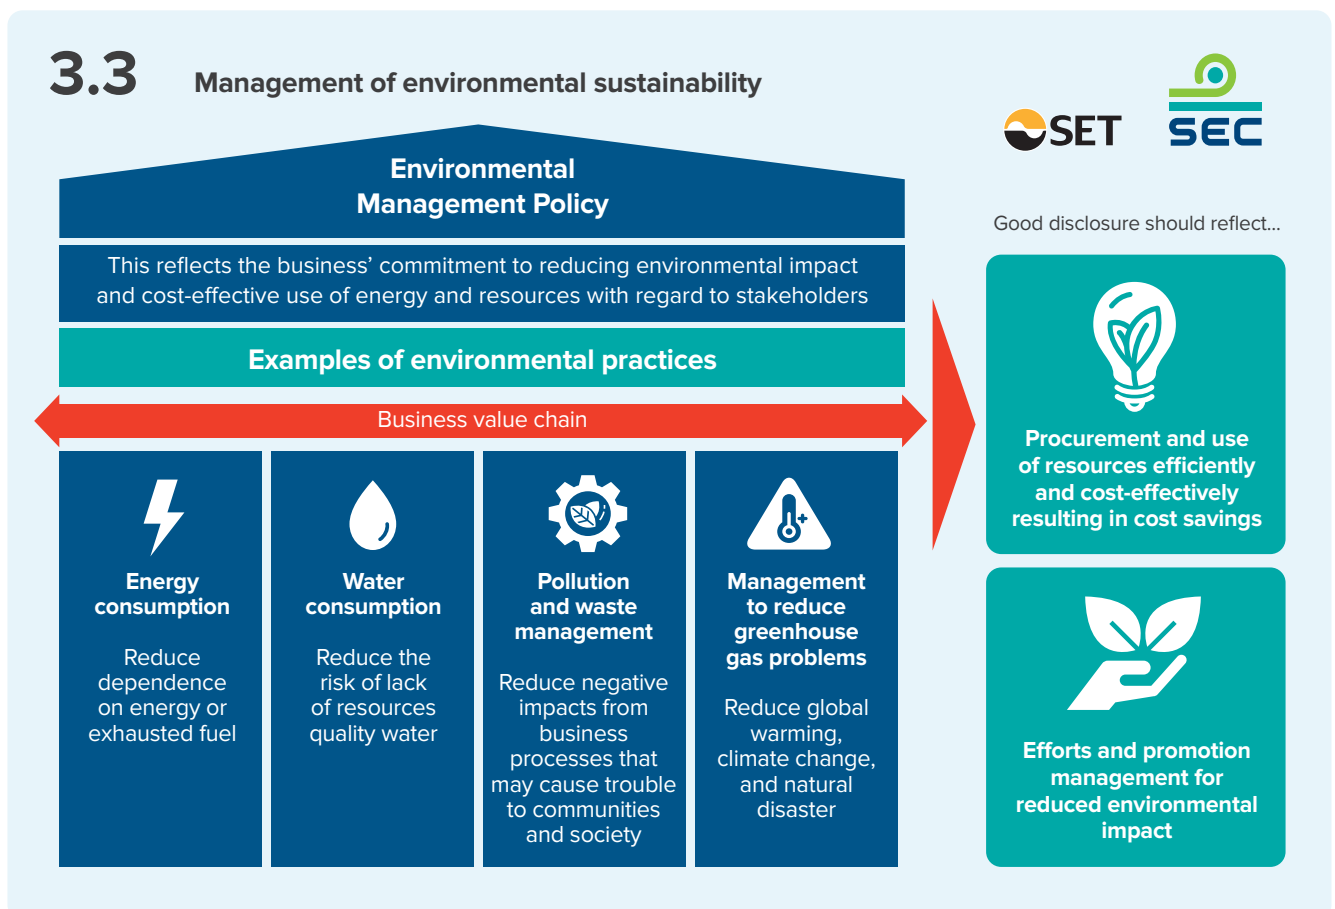 3.3
Management of environmental sustainability
SET
SEC
Environmental
Management Policy
This reflects the business’ commitment to reducing environmental impact
and cost-effective use of energy and resources with regard to stakeholders
Examples of environmental practices
Business value chain
Energy
consumption
Reduce
dependence
on energy or
exhausted fuel
Water
consumption
Reduce the
risk of lack
of resources
quality water
Pollution
and waste
management
Reduce negative
impacts from
business
processes that
may cause trouble
to communities
and society
Management
to reduce
greenhouse
gas problems
Reduce global
warming,
climate change,
and natural
disaster
Good disclosure should reflect...
Procurement and use
of resources efficiently
and cost-effectively
resulting in cost savings
Efforts and promotion
management for
reduced environmental
impact